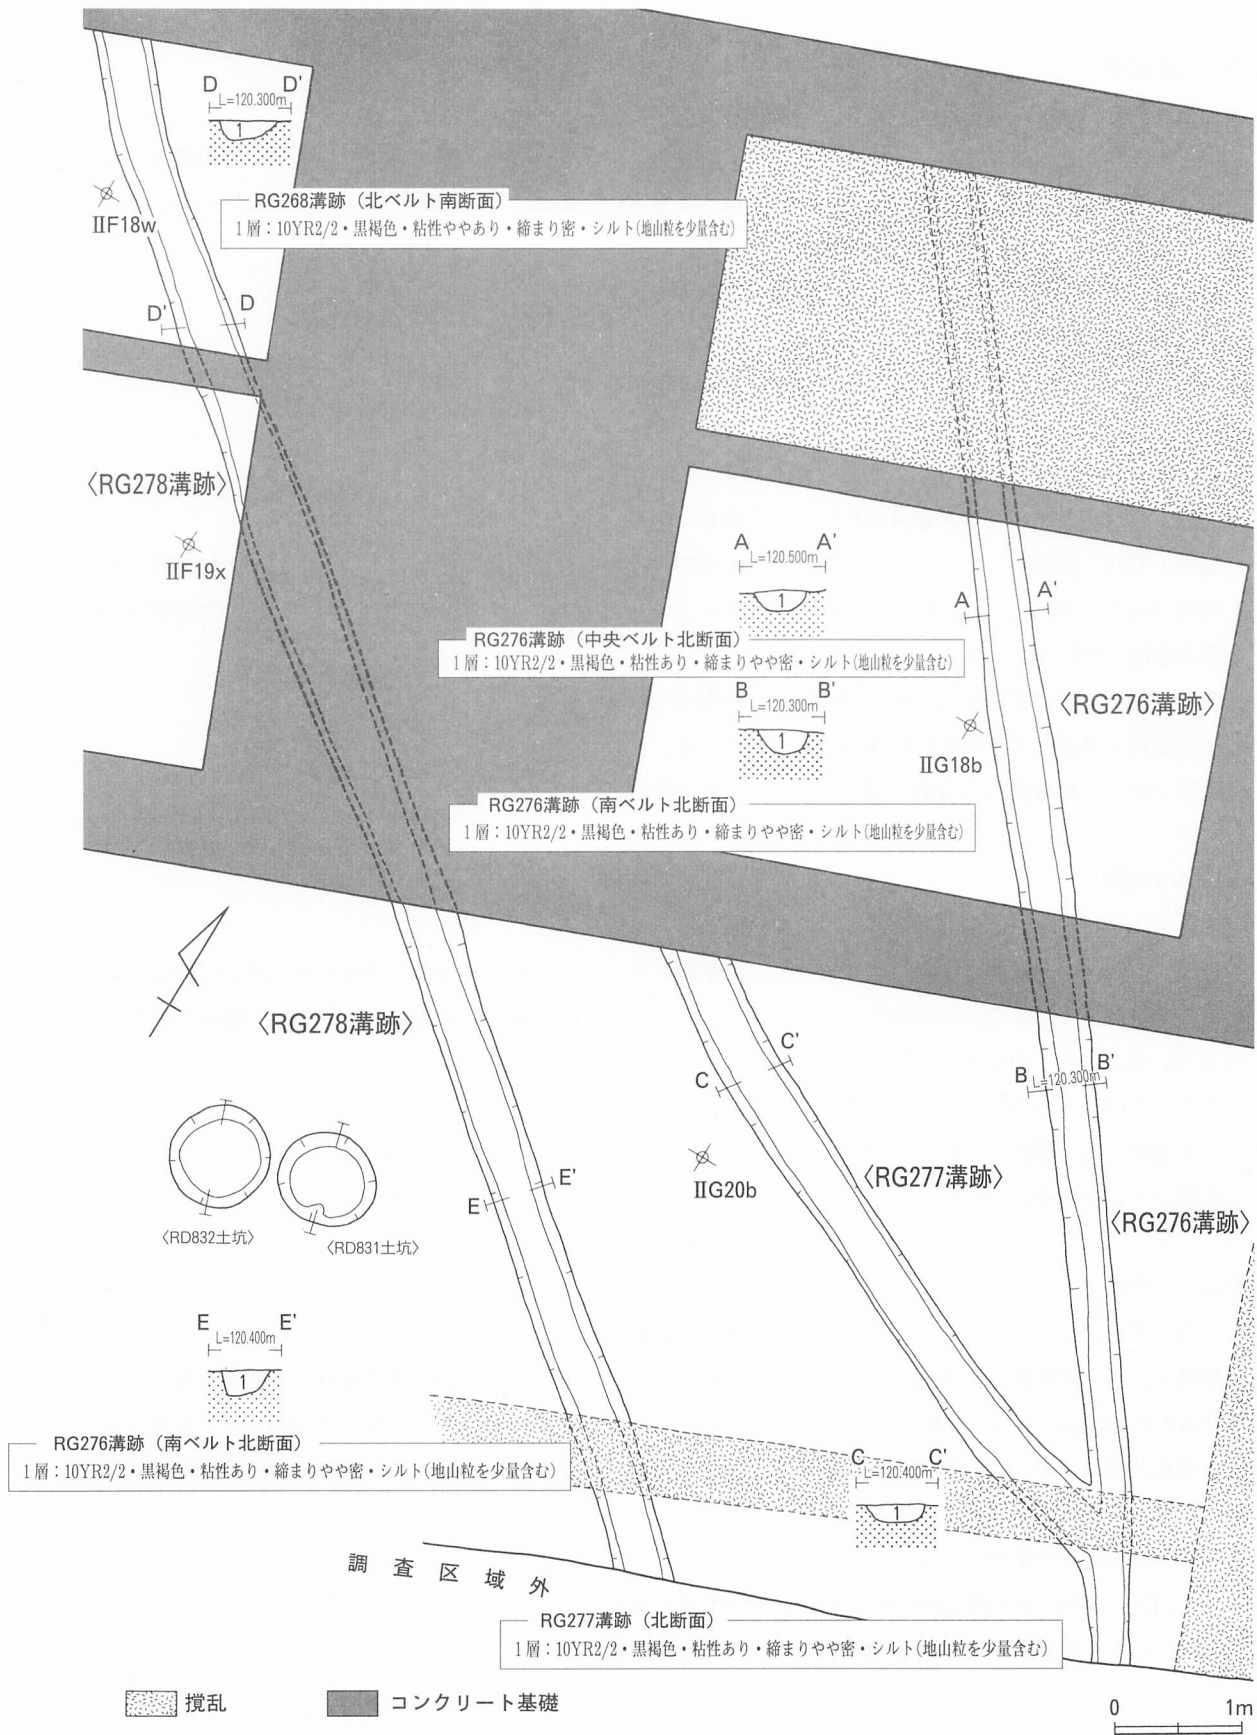 D D'
L=120.300m
1
RG268溝跡（北ベルト南断面）
1層：10YR2/2・黒褐色・粘性ややあり・締まり密・シルト(地山粒を少量含む)
ⅡF18w
D' D
〈RG278溝跡〉
ⅡF19x
A A'
L=120.500m
1
A A'
RG276溝跡（中央ベルト北断面）
1層：10YR2/2・黒褐色・粘性あり・締まりやや密・シルト(地山粒を少量含む)
B B'
L=120.300m
1
〈RG276溝跡〉
ⅡG18b
RG276溝跡（南ベルト北断面）
1層：10YR2/2・黒褐色・粘性あり・締まりやや密・シルト(地山粒を少量含む)
〈RG278溝跡〉
C C'
B L=120.300m B'
E E'
ⅡG20b
〈RG277溝跡〉
〈RG276溝跡〉
〈RD832土坑〉
〈RD831土坑〉
E E'
L=120.400m
1
RG276溝跡（南ベルト北断面）
1層：10YR2/2・黒褐色・粘性あり・締まりやや密・シルト(地山粒を少量含む)
C C'
L=120.400m
1
調査区域外
RG277溝跡（北断面）
1層：10YR2/2・黒褐色・粘性あり・締まりやや密・シルト(地山粒を少量含む)
撹乱
コンクリート基礎
0 1m